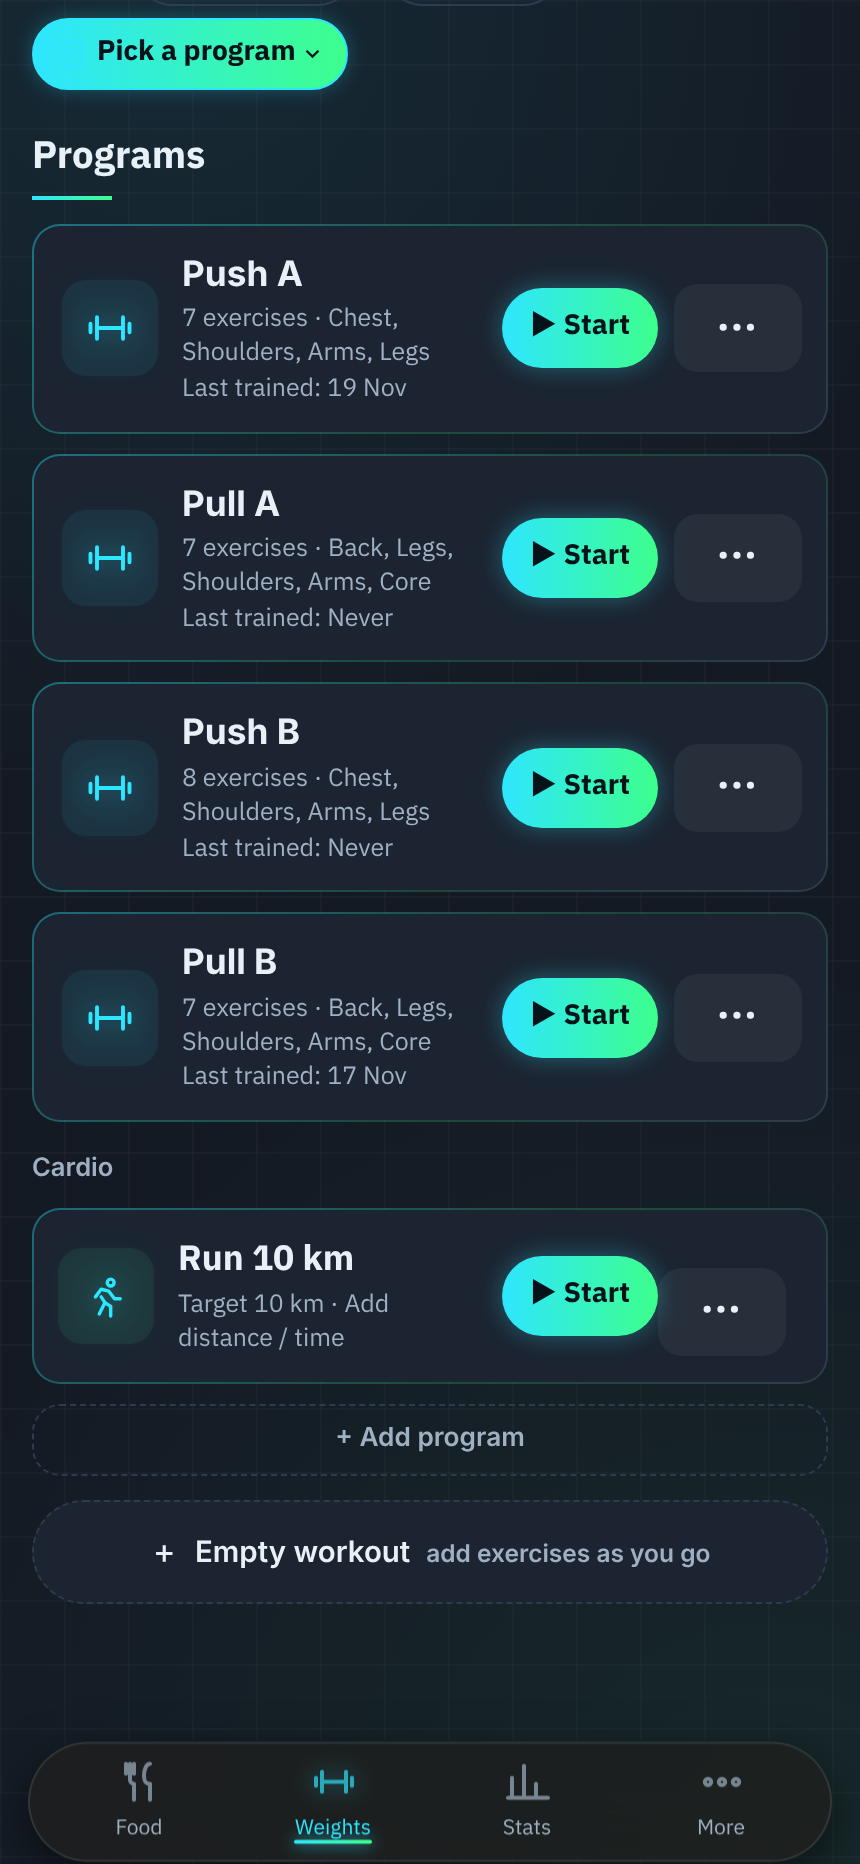 Pick a program
Programs
Push A
7 exercises · Chest,
Shoulders, Arms, Legs
Last trained: 19 Nov
▶ Start
•••
Pull A
7 exercises · Back, Legs,
Shoulders, Arms, Core
Last trained: Never
▶ Start
•••
Push B
8 exercises · Chest,
Shoulders, Arms, Legs
Last trained: Never
▶ Start
•••
Pull B
7 exercises · Back, Legs,
Shoulders, Arms, Core
Last trained: 17 Nov
▶ Start
•••
Cardio
Run 10 km
Target 10 km · Add
distance / time
▶ Start
•••
+ Add program
+ Empty workout add exercises as you go
Food
Weights
Stats
More